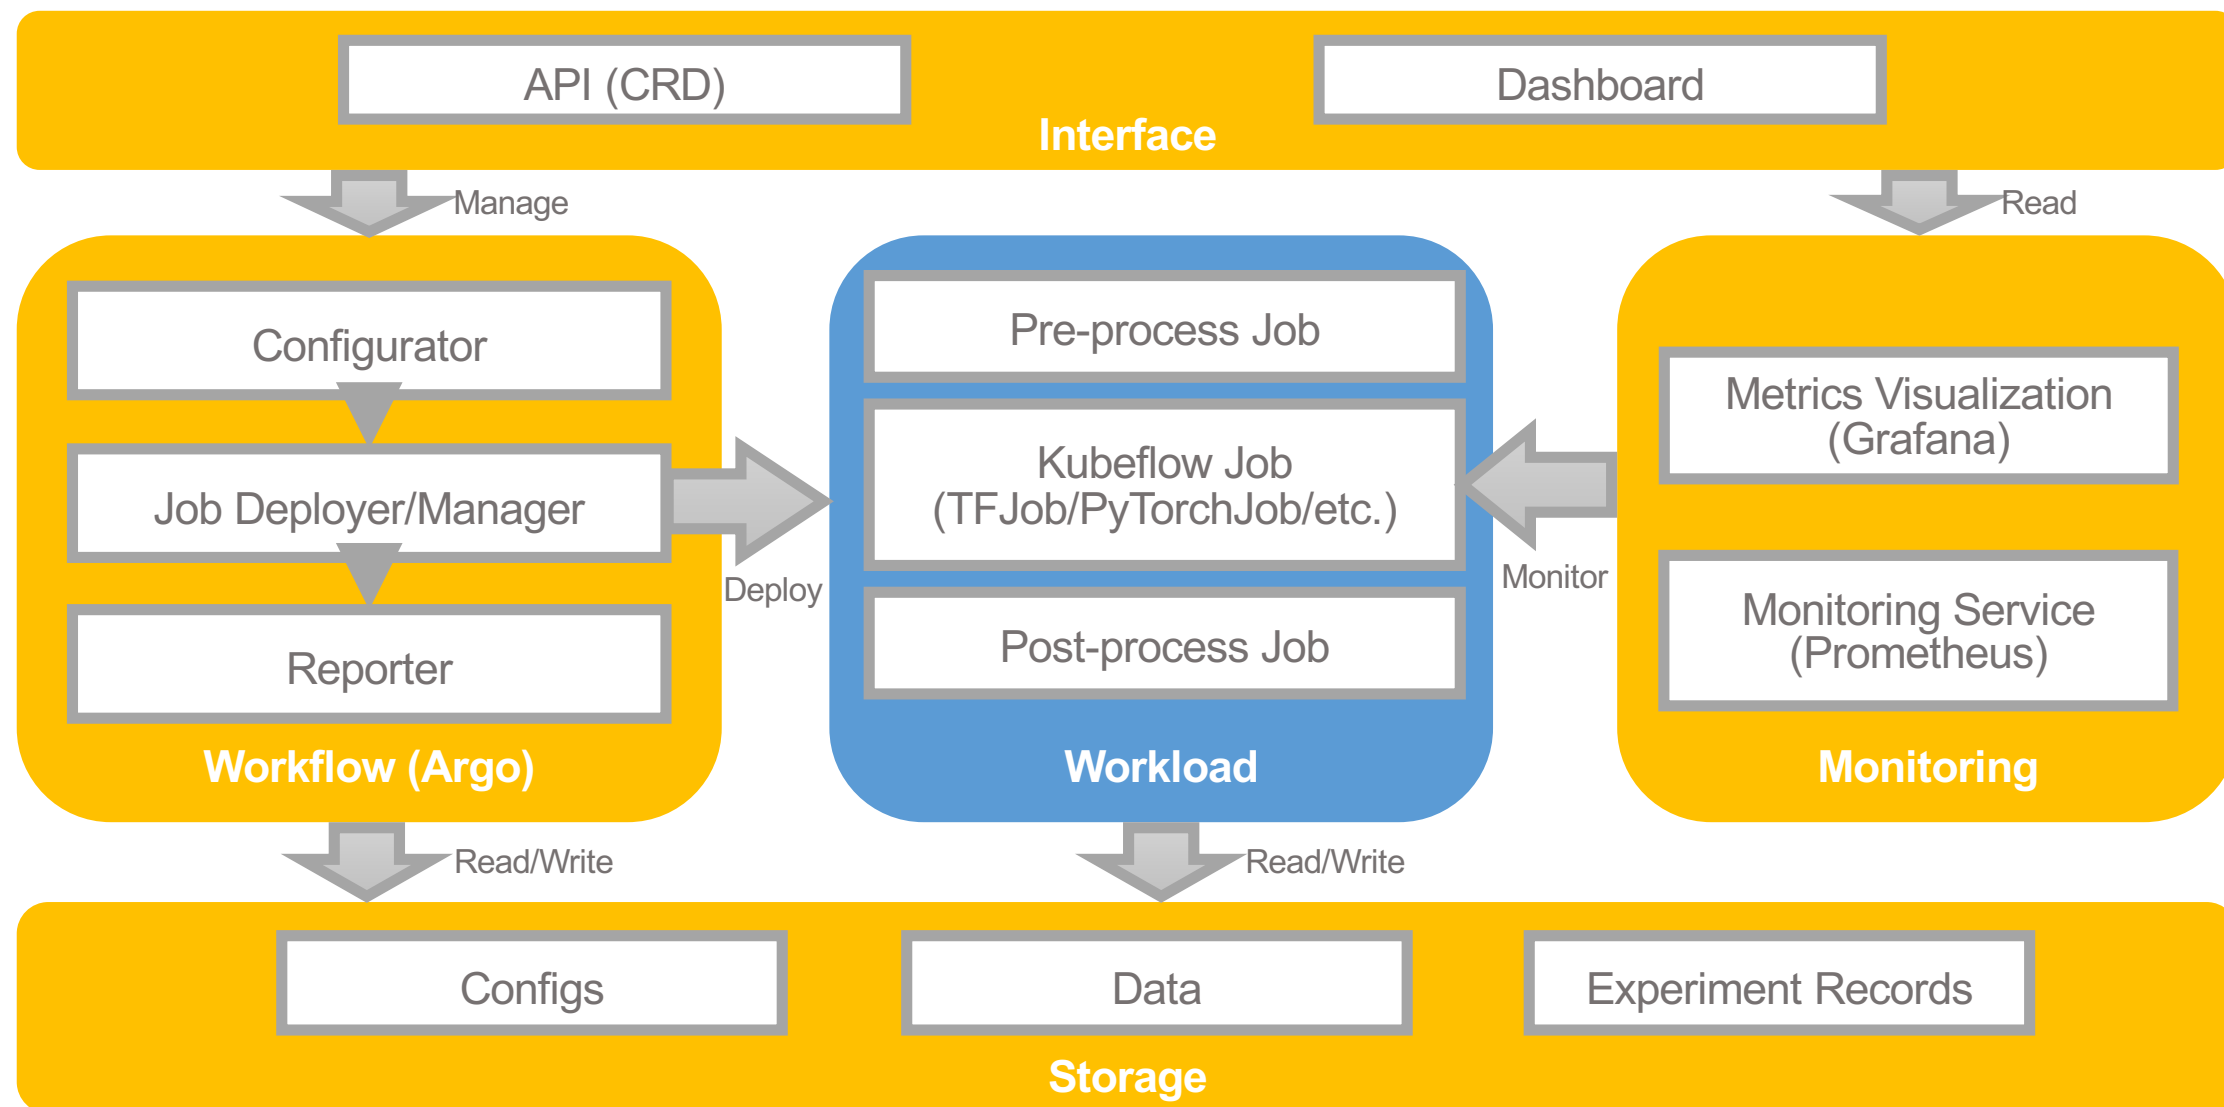 API (CRD)
Dashboard
Interface
Manage
Read
Configurator
Job Deployer/Manager
Reporter
Workflow (Argo)
Deploy
Pre-process Job
Kubeflow Job
(TFJob/PyTorchJob/etc.)
Post-process Job
Workload
Monitor
Metrics Visualization
(Grafana)
Monitoring Service
(Prometheus)
Monitoring
Read/Write
Read/Write
Configs
Data
Experiment Records
Storage